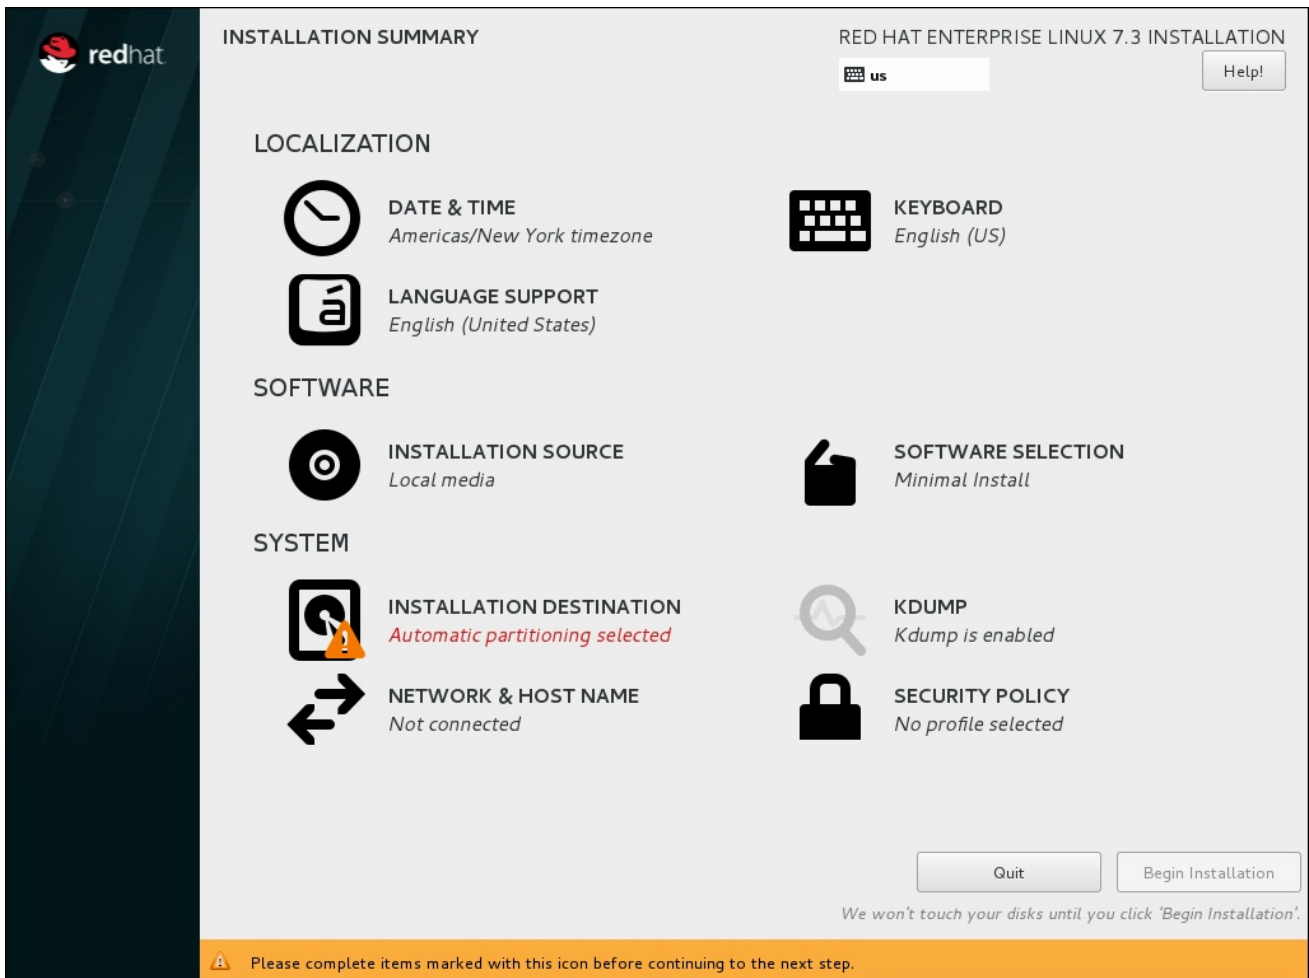 redhat.
INSTALLATION SUMMARY
RED HAT ENTERPRISE LINUX 7.3 INSTALLATION
us
Help!
LOCALIZATION
DATE & TIME
Americas/New York timezone
KEYBOARD
English (US)
á
LANGUAGE SUPPORT
English (United States)
SOFTWARE
INSTALLATION SOURCE
Local media
SOFTWARE SELECTION
Minimal Install
SYSTEM
INSTALLATION DESTINATION
Automatic partitioning selected
KDUMP
Kdump is enabled
NETWORK & HOST NAME
Not connected
SECURITY POLICY
No profile selected
Quit
Begin Installation
We won't touch your disks until you click 'Begin Installation'.
Please complete items marked with this icon before continuing to the next step.